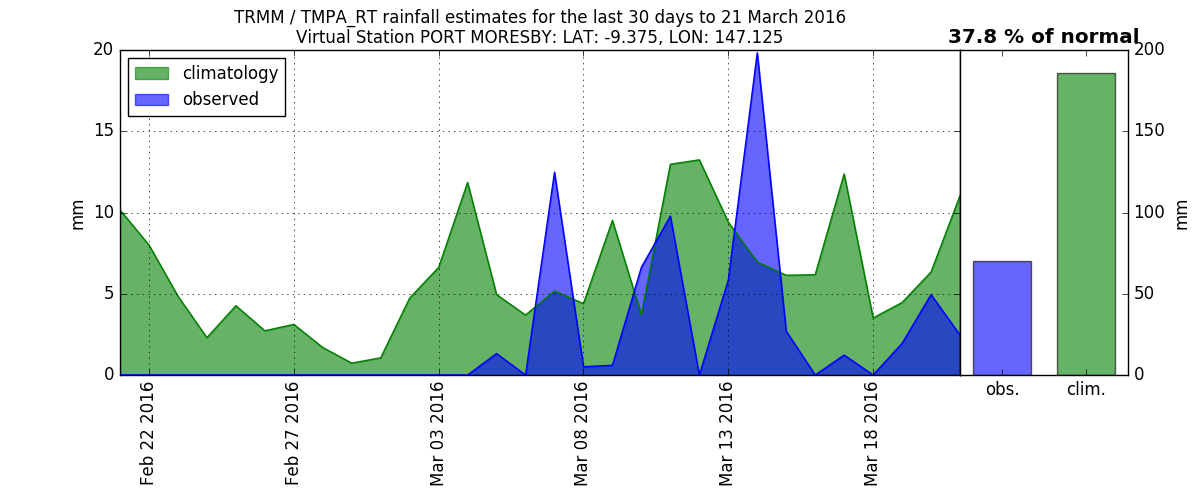 TRMM / TMPA_RT rainfall estimates for the last 30 days to 21 March 2016
Virtual Station PORT MORESBY: LAT: -9.375, LON: 147.125
37.8 % of normal
climatology
observed
20
15
10
5
0
mm
200
150
100
50
0
mm
Feb 22 2016
Feb 27 2016
Mar 03 2016
Mar 08 2016
Mar 13 2016
Mar 18 2016
obs.
clim.